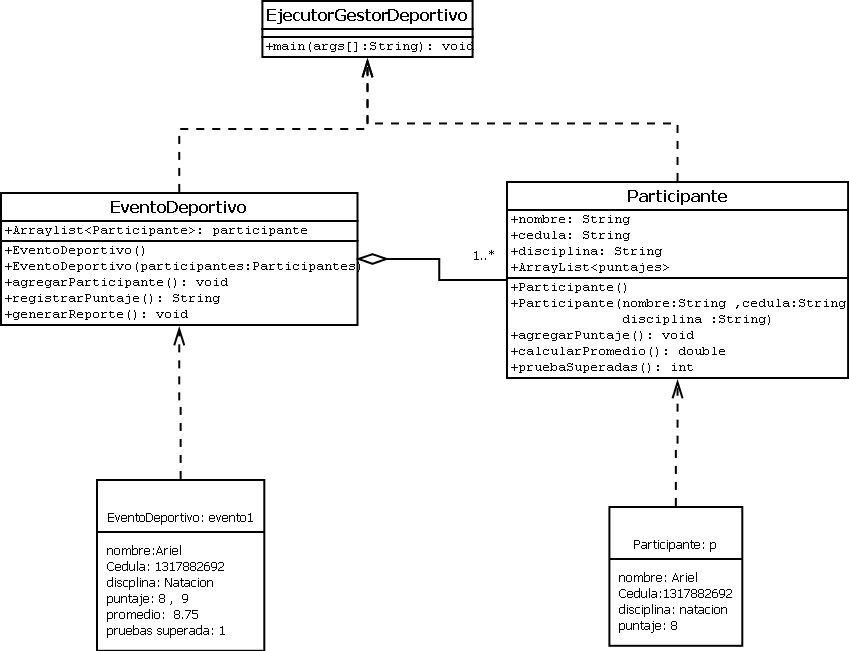 EjecutorGestorDeportivo
+main(args[]:String): void
EventoDeportivo
+Arraylist<Participante>: participante
+EventoDeportivo()
+EventoDeportivo(participantes:Participantes)
+agregarParticipante(): void
+registrarPuntaje(): String
+generarReporte(): void
1..*
Participante
+nombre: String
+cedula: String
+disciplina: String
+ArrayList<puntajes>
+Participante()
+Participante(nombre:String ,cedula:String
disciplina :String)
+agregarPuntaje(): void
+calcularPromedio(): double
+pruebaSuperadas(): int
EventoDeportivo: evento1
nombre:Ariel
Cedula: 1317882692
discplina: Natacion
puntaje: 8 , 9
promedio: 8.75
pruebas superada: 1
Participante: p
nombre: Ariel
Cedula:1317882692
disciplina: natacion
puntaje: 8